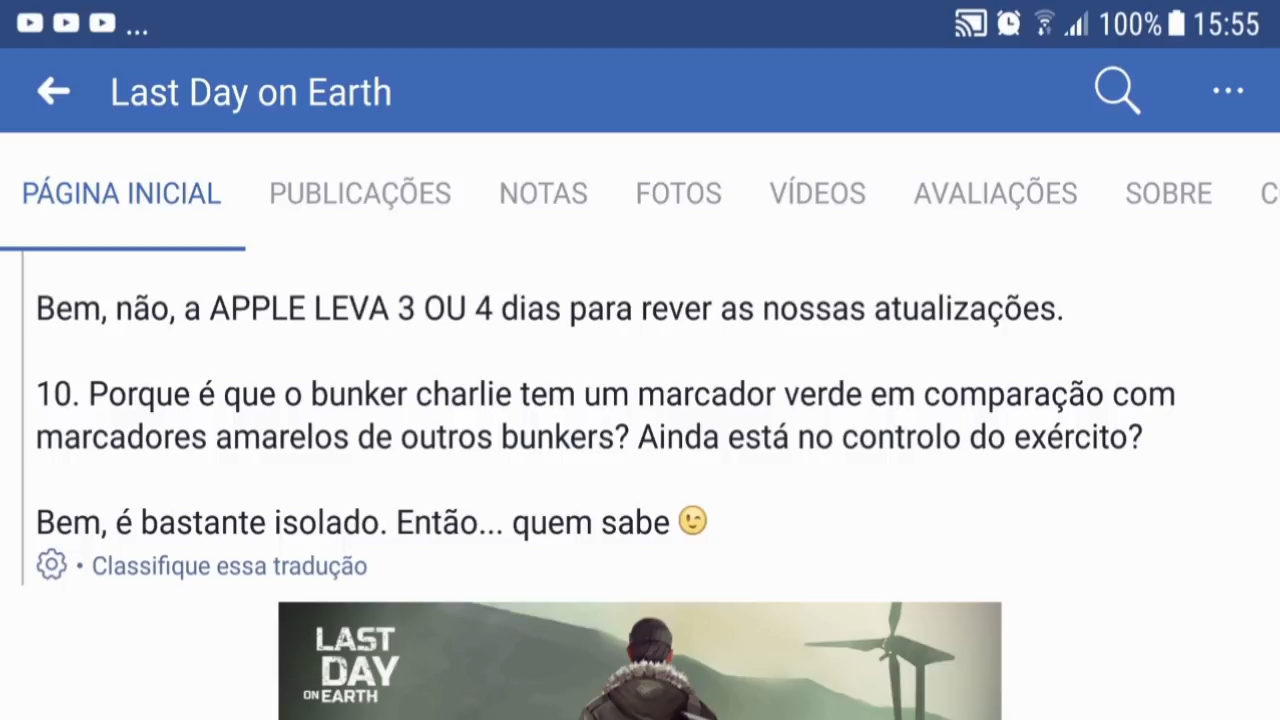 ... 100% 15:55
Last Day on Earth ...
PÁGINA INICIAL PUBLICAÇÕES NOTAS FOTOS VÍDEOS AVALIAÇÕES SOBRE C
Bem, não, a APPLE LEVA 3 OU 4 dias para rever as nossas atualizações.
10. Porque é que o bunker charlie tem um marcador verde em comparação com
marcadores amarelos de outros bunkers? Ainda está no controlo do exército?
Bem, é bastante isolado. Então... quem sabe 😉
• Classifique essa tradução
LAST
DAY
ON EARTH